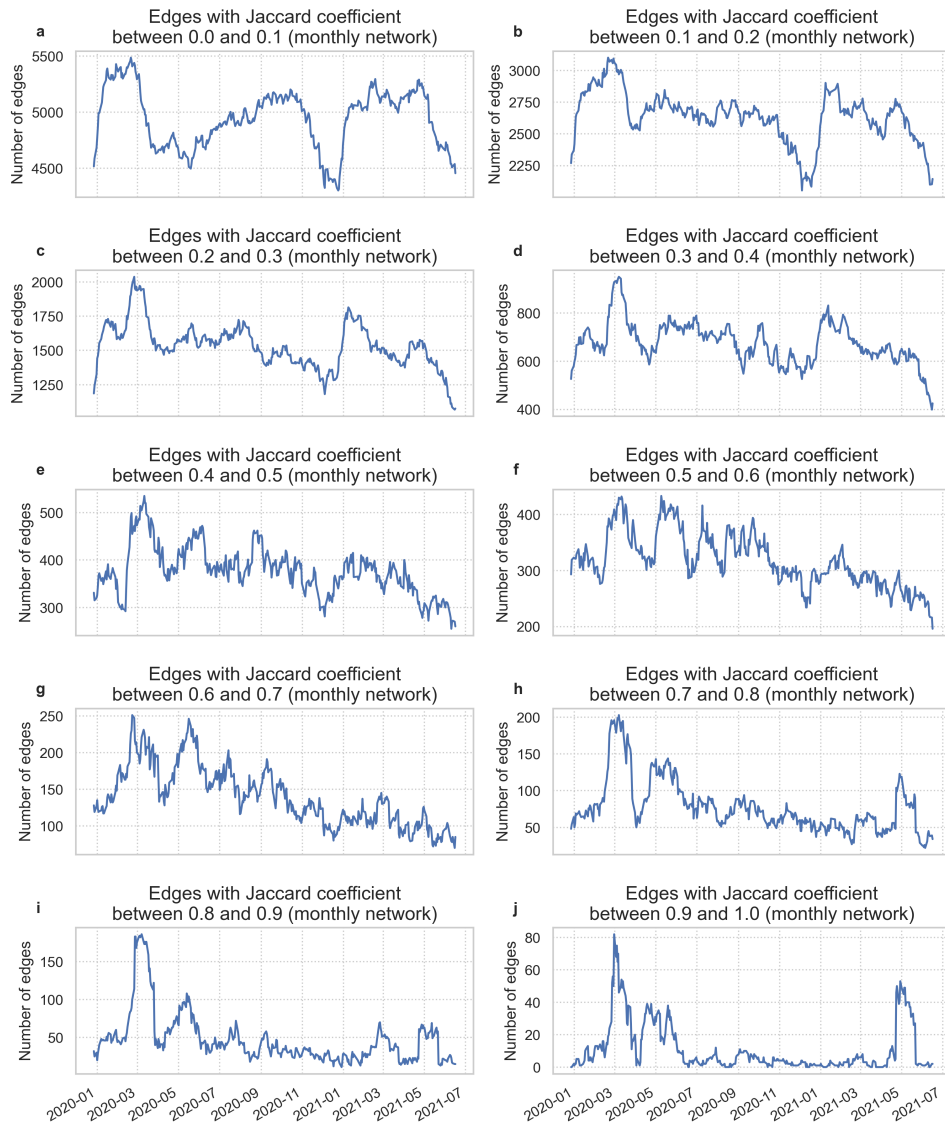 a
Edges with Jaccard coefficient
between 0.0 and 0.1 (monthly network)
Number of edges
5500
5000
4500
b
Edges with Jaccard coefficient
between 0.1 and 0.2 (monthly network)
Number of edges
3000
2750
2500
2250
c
Edges with Jaccard coefficient
between 0.2 and 0.3 (monthly network)
Number of edges
2000
1750
1500
1250
d
Edges with Jaccard coefficient
between 0.3 and 0.4 (monthly network)
Number of edges
800
600
400
e
Edges with Jaccard coefficient
between 0.4 and 0.5 (monthly network)
Number of edges
500
400
300
f
Edges with Jaccard coefficient
between 0.5 and 0.6 (monthly network)
Number of edges
400
300
200
g
Edges with Jaccard coefficient
between 0.6 and 0.7 (monthly network)
Number of edges
250
200
150
100
h
Edges with Jaccard coefficient
between 0.7 and 0.8 (monthly network)
Number of edges
200
150
100
50
i
Edges with Jaccard coefficient
between 0.8 and 0.9 (monthly network)
Number of edges
150
100
50
2020-01
2020-03
2020-05
2020-07
2020-09
2020-11
2021-01
2021-03
2021-05
2021-07
j
Edges with Jaccard coefficient
between 0.9 and 1.0 (monthly network)
Number of edges
80
60
40
20
0
2020-01
2020-03
2020-05
2020-07
2020-09
2020-11
2021-01
2021-03
2021-05
2021-07